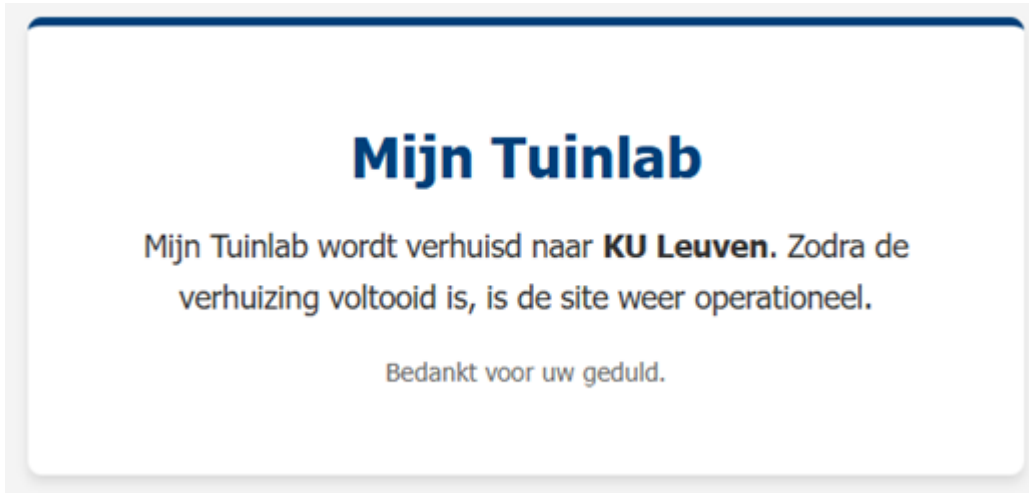 Mijn Tuinlab
Mijn Tuinlab wordt verhuisd naar KU Leuven. Zodra de
verhuizing voltooid is, is de site weer operationeel.
Bedankt voor uw geduld.